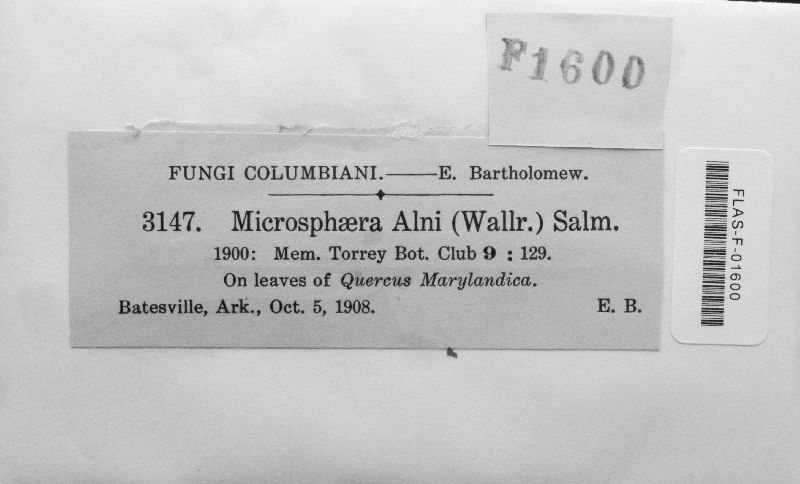 F1600
FUNGI COLUMBIANI.——E. Bartholomew.
3147. Microsphæra Alni (Wallr.) Salm.
1900: Mem. Torrey Bot. Club 9 : 129.
On leaves of Quercus Marylandica.
Batesville, Ark., Oct. 5, 1908. E. B.
FLAS-F-01600